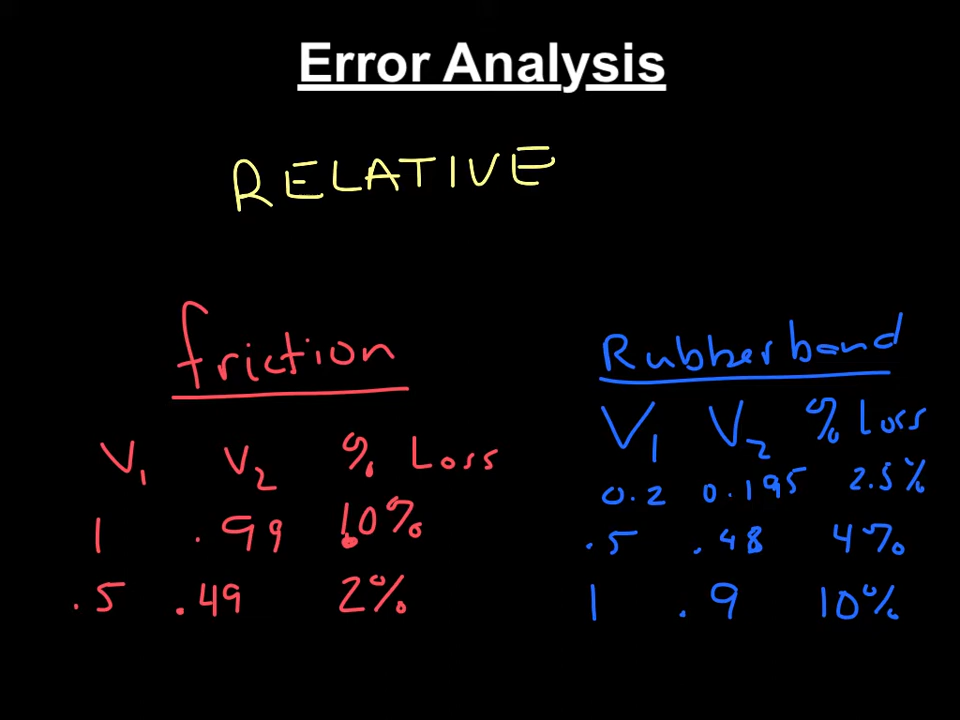 Error Analysis
RELATIVE
friction
V1 V2 % Loss
1 .99 1.0%
.5 .49 2%
Rubberband
V1 V2 % Loss
0.2 0.195 2.5%
.5 .48 4%
1 .9 10%